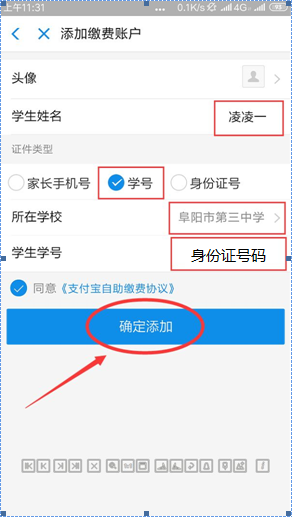 上午11:31 ... 0.1K/s 4G
添加缴费账户
头像
学生姓名 凌凌一
证件类型
家长手机号 学号 身份证号
所在学校 阜阳市第三中学
学生学号 身份证号码
同意《支付宝自助缴费协议》
确定添加